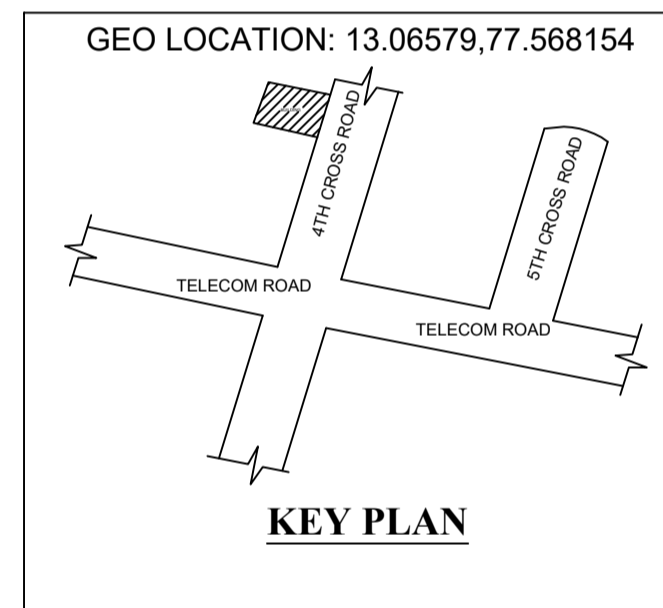 GEO LOCATION: 13.06579,77.568154
4TH CROSS ROAD
5TH CROSS ROAD
TELECOM ROAD
TELECOM ROAD
KEY PLAN